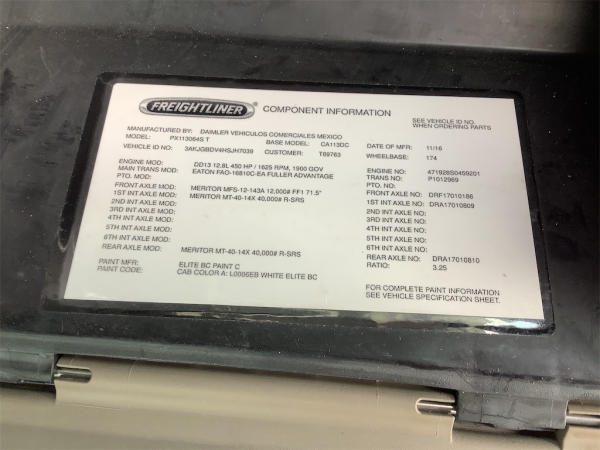 FREIGHTLINER® COMPONENT INFORMATION
SEE VEHICLE ID NO.
WHEN ORDERING PARTS
MANUFACTURED BY: DAIMLER VEHICULOS COMERCIALES MEXICO
MODEL: PX113064S T BASE MODEL: CA113DC DATE OF MFR: 11/16
VEHICLE ID NO: 3AKJGBDV4HSJH7039 CUSTOMER: T09763 WHEELBASE: 174
ENGINE MOD: DD13 12.8L 450 HP / 1625 RPM, 1900 GOV ENGINE NO: 471928S0459201
MAIN TRANS MOD: EATON FAO-16810C-EA FULLER ADVANTAGE TRANS NO: P1012969
PTO. MOD: PTO. NO:
FRONT AXLE MOD: MERITOR MFS-12-143A 12,000# FF1 71.5" FRONT AXLE NO: DRF17010186
1ST INT AXLE MOD: MERITOR MT-40-14X 40,000# R-SRS 1ST INT AXLE NO: DRA17010809
2ND INT AXLE MOD: 2ND INT AXLE NO:
3RD INT AXLE MOD: 3RD INT AXLE NO:
4TH INT AXLE MOD: 4TH INT AXLE NO:
5TH INT AXLE MOD: 5TH INT AXLE NO:
6TH INT AXLE MOD: 6TH INT AXLE NO:
REAR AXLE MOD: MERITOR MT-40-14X 40,000# R-SRS REAR AXLE NO: DRA17010810
RATIO: 3.25
PAINT MFR: ELITE BC PAINT C
PAINT CODE: CAB COLOR A: L0006EB WHITE ELITE BC
FOR COMPLETE PAINT INFORMATION
SEE VEHICLE SPECIFICATION SHEET.